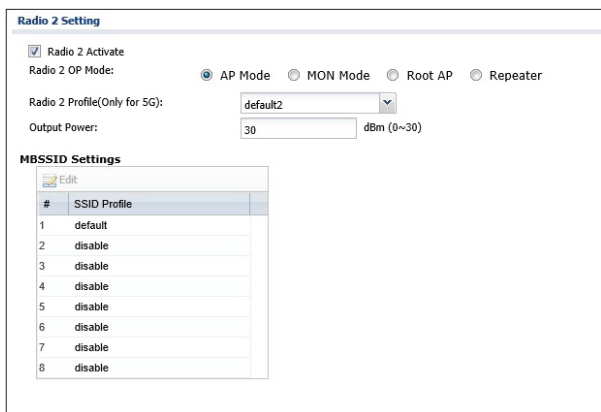 Radio 2 Setting
Radio 2 Activate
Radio 2 OP Mode: AP Mode MON Mode Root AP Repeater
Radio 2 Profile(Only for 5G): default2
Output Power: 30 dBm (0~30)
MBSSID Settings
Edit
# SSID Profile
1 default
2 disable
3 disable
4 disable
5 disable
6 disable
7 disable
8 disable